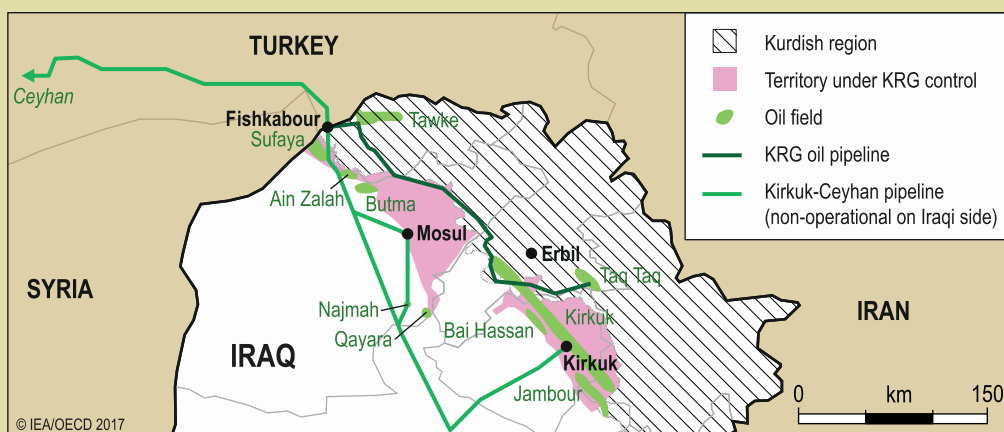 TURKEY
Ceyhan
Fishkabour
Sufaya
Tawke
Ain Zalah
Butma
Mosul
Erbil
Taq Taq
SYRIA
IRAN
Najmah
Qayara
Bai Hassan
Kirkuk
IRAQ
Kirkuk
Jambour
© IEA/OECD 2017
Kurdish region
Territory under KRG control
Oil field
KRG oil pipeline
Kirkuk-Ceyhan pipeline
(non-operational on Iraqi side)
0 km 150